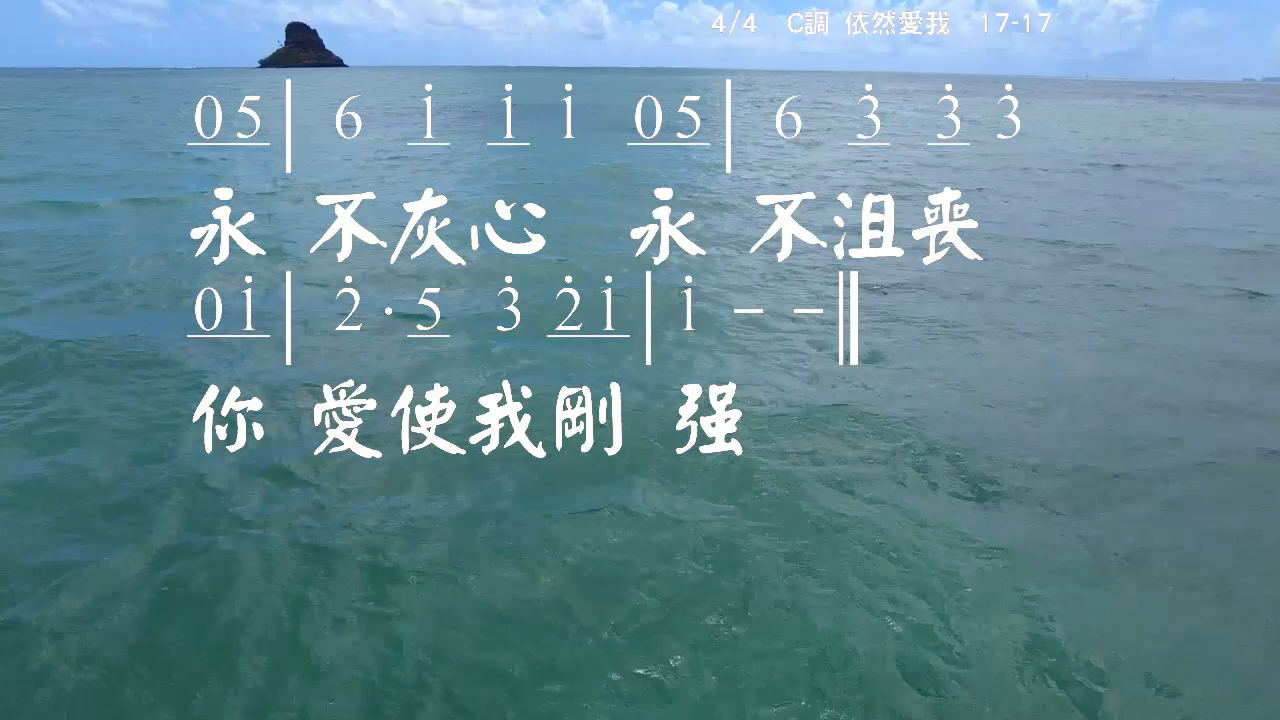 4/4 C調 依然愛我 17-17
05 | 6 i̲ i̲ i 05 | 6 3̲̇ 3̲̇ 3̇
永 不灰心 永 不沮喪
0i | 2̇ · 5̲ 3̇ 2̲̇i̲ | i – – ‖
你 愛使我剛 强